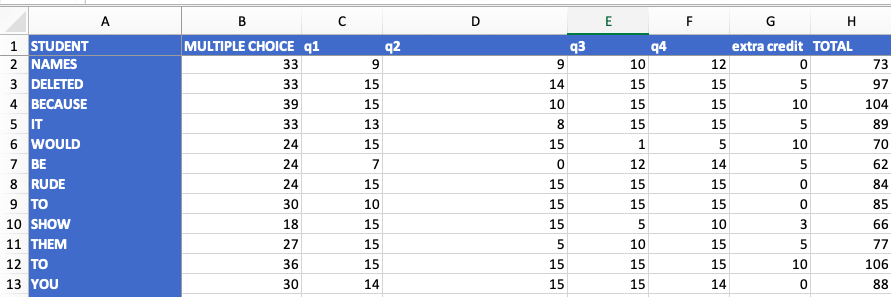 A B C D E F G H
1 STUDENT MULTIPLE CHOICE q1 q2 q3 q4 extra credit TOTAL
2 NAMES 33 9 9 10 12 0 73
3 DELETED 33 15 14 15 15 5 97
4 BECAUSE 39 15 10 15 15 10 104
5 IT 33 13 8 15 15 5 89
6 WOULD 24 15 15 1 5 10 70
7 BE 24 7 0 12 14 5 62
8 RUDE 24 15 15 15 15 0 84
9 TO 30 10 15 15 15 0 85
10 SHOW 18 15 15 5 10 3 66
11 THEM 27 15 5 10 15 5 77
12 TO 36 15 15 15 15 10 106
13 YOU 30 14 15 15 14 0 88